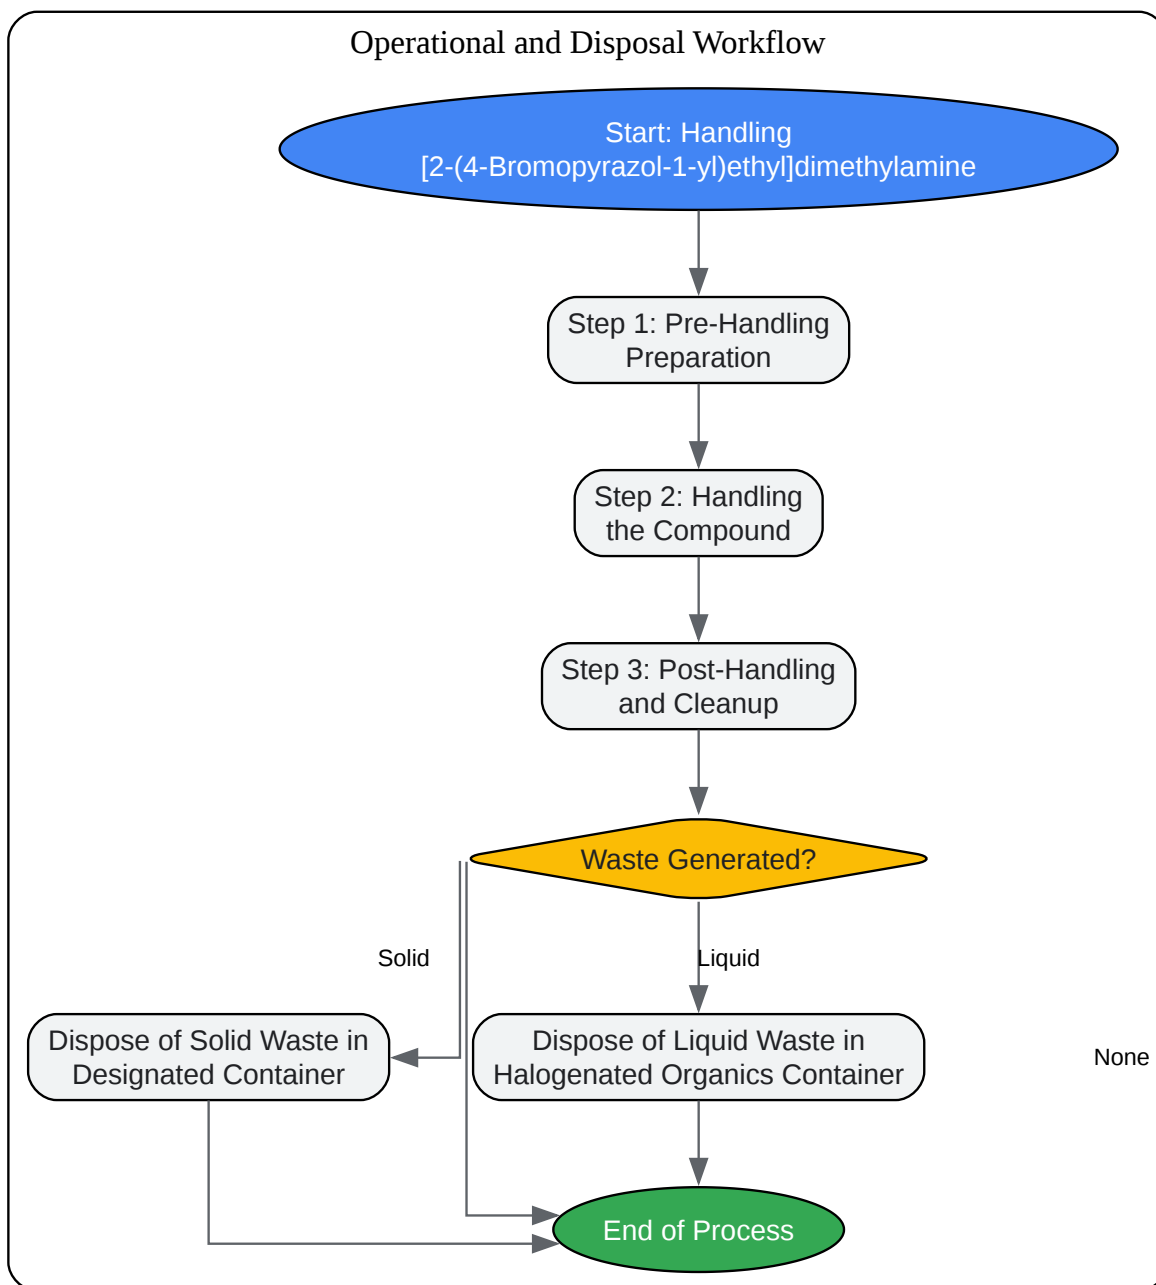 Operational and Disposal Workflow
Start: Handling
[2-(4-Bromopyrazol-1-yl)ethyl]dimethylamine
Step 1: Pre-Handling
Preparation
Step 2: Handling
the Compound
Step 3: Post-Handling
and Cleanup
Waste Generated?
Solid
Liquid
Dispose of Solid Waste in
Designated Container
Dispose of Liquid Waste in
Halogenated Organics Container
None
End of Process